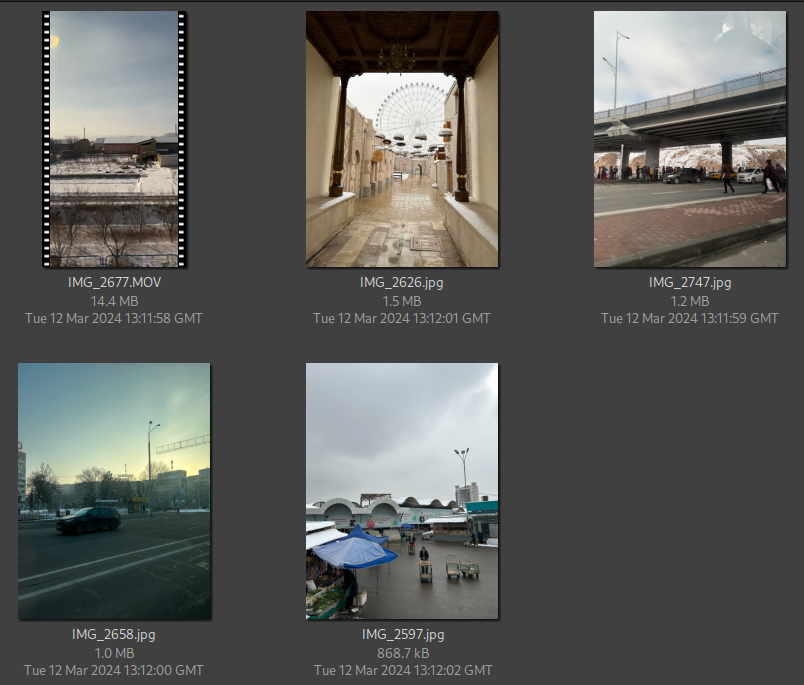 IMG_2677.MOV
14.4 MB
Tue 12 Mar 2024 13:11:58 GMT
IMG_2626.jpg
1.5 MB
Tue 12 Mar 2024 13:12:01 GMT
IMG_2747.jpg
1.2 MB
Tue 12 Mar 2024 13:11:59 GMT
IMG_2658.jpg
1.0 MB
Tue 12 Mar 2024 13:12:00 GMT
IMG_2597.jpg
868.7 kB
Tue 12 Mar 2024 13:12:02 GMT